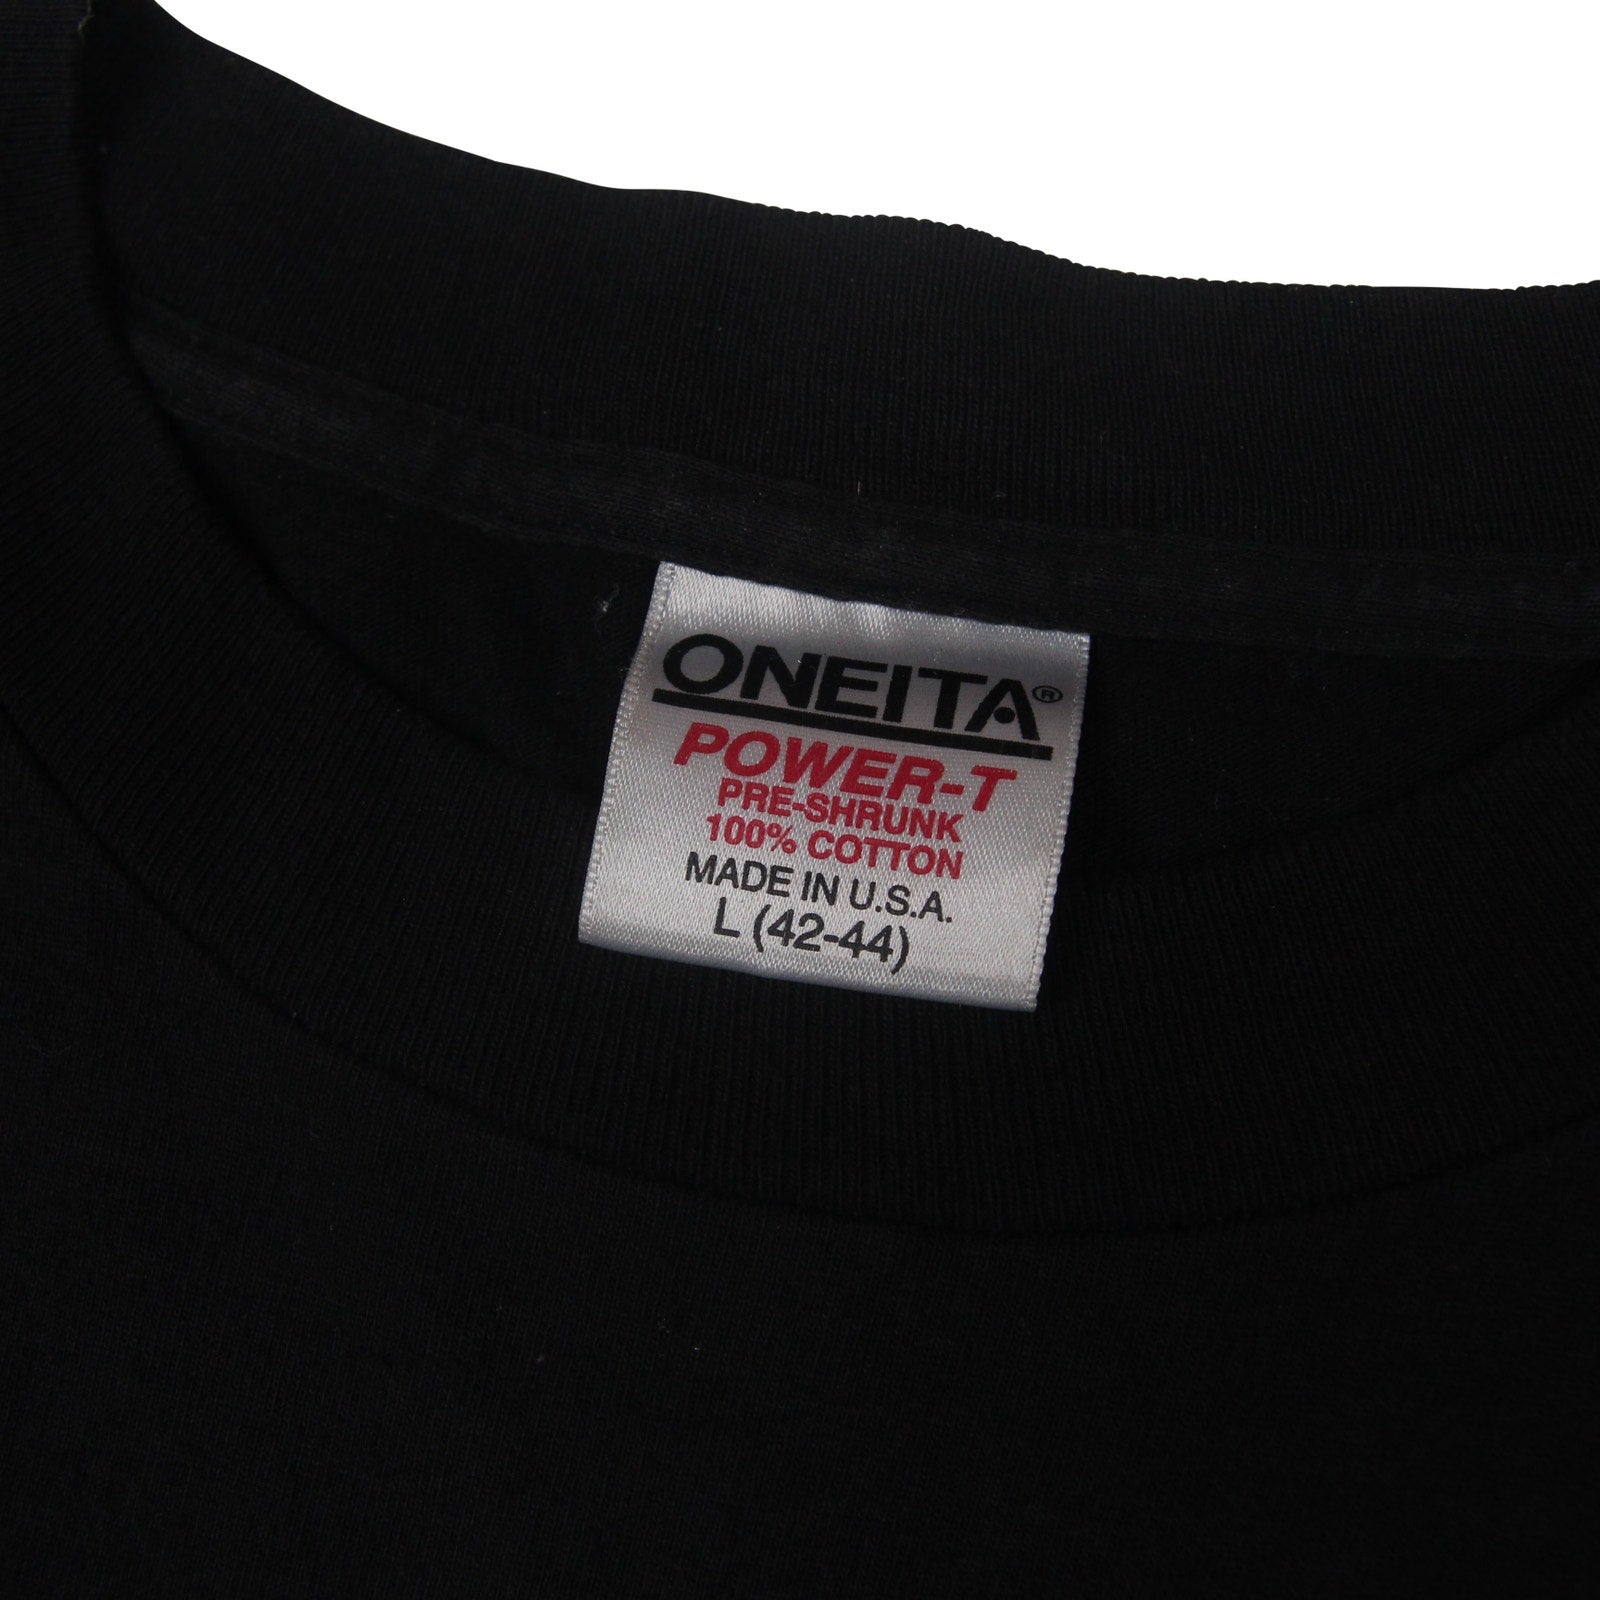 ONEITA®
POWER-T
PRE-SHRUNK
100% COTTON
MADE IN U.S.A.
L (42-44)